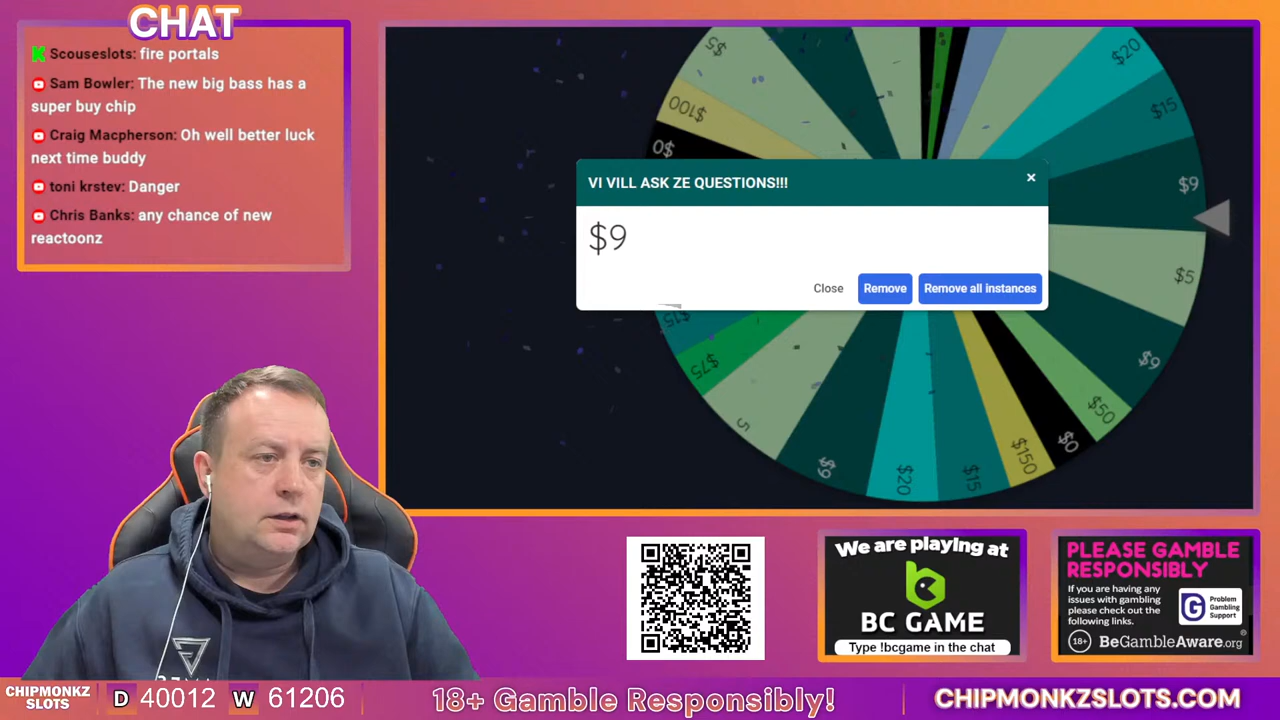 CHAT
Scouseslots: fire portals
Sam Bowler: The new big bass has a
super buy chip
Craig Macpherson: Oh well better luck
next time buddy
toni krstev: Danger
Chris Banks: any chance of new
reactoonz
$5
$100
$0
$20
$15
$9
$5
$9
$50
$0
$150
$15
$20
$9
5
$75
$15
VI VILL ASK ZE QUESTIONS!!!
×
$9
Close
Remove
Remove all instances
We are playing at
BC GAME
Type !bcgame in the chat
PLEASE GAMBLE
RESPONSIBLY
If you are having any
issues with gambling
please check out the
following links.
G
Problem
Gambling
Support
18+
BeGambleAware.org®
CHIPMONKZ
SLOTS
D 40012 W 61206
18+ Gamble Responsibly!
CHIPMONKZSLOTS.COM